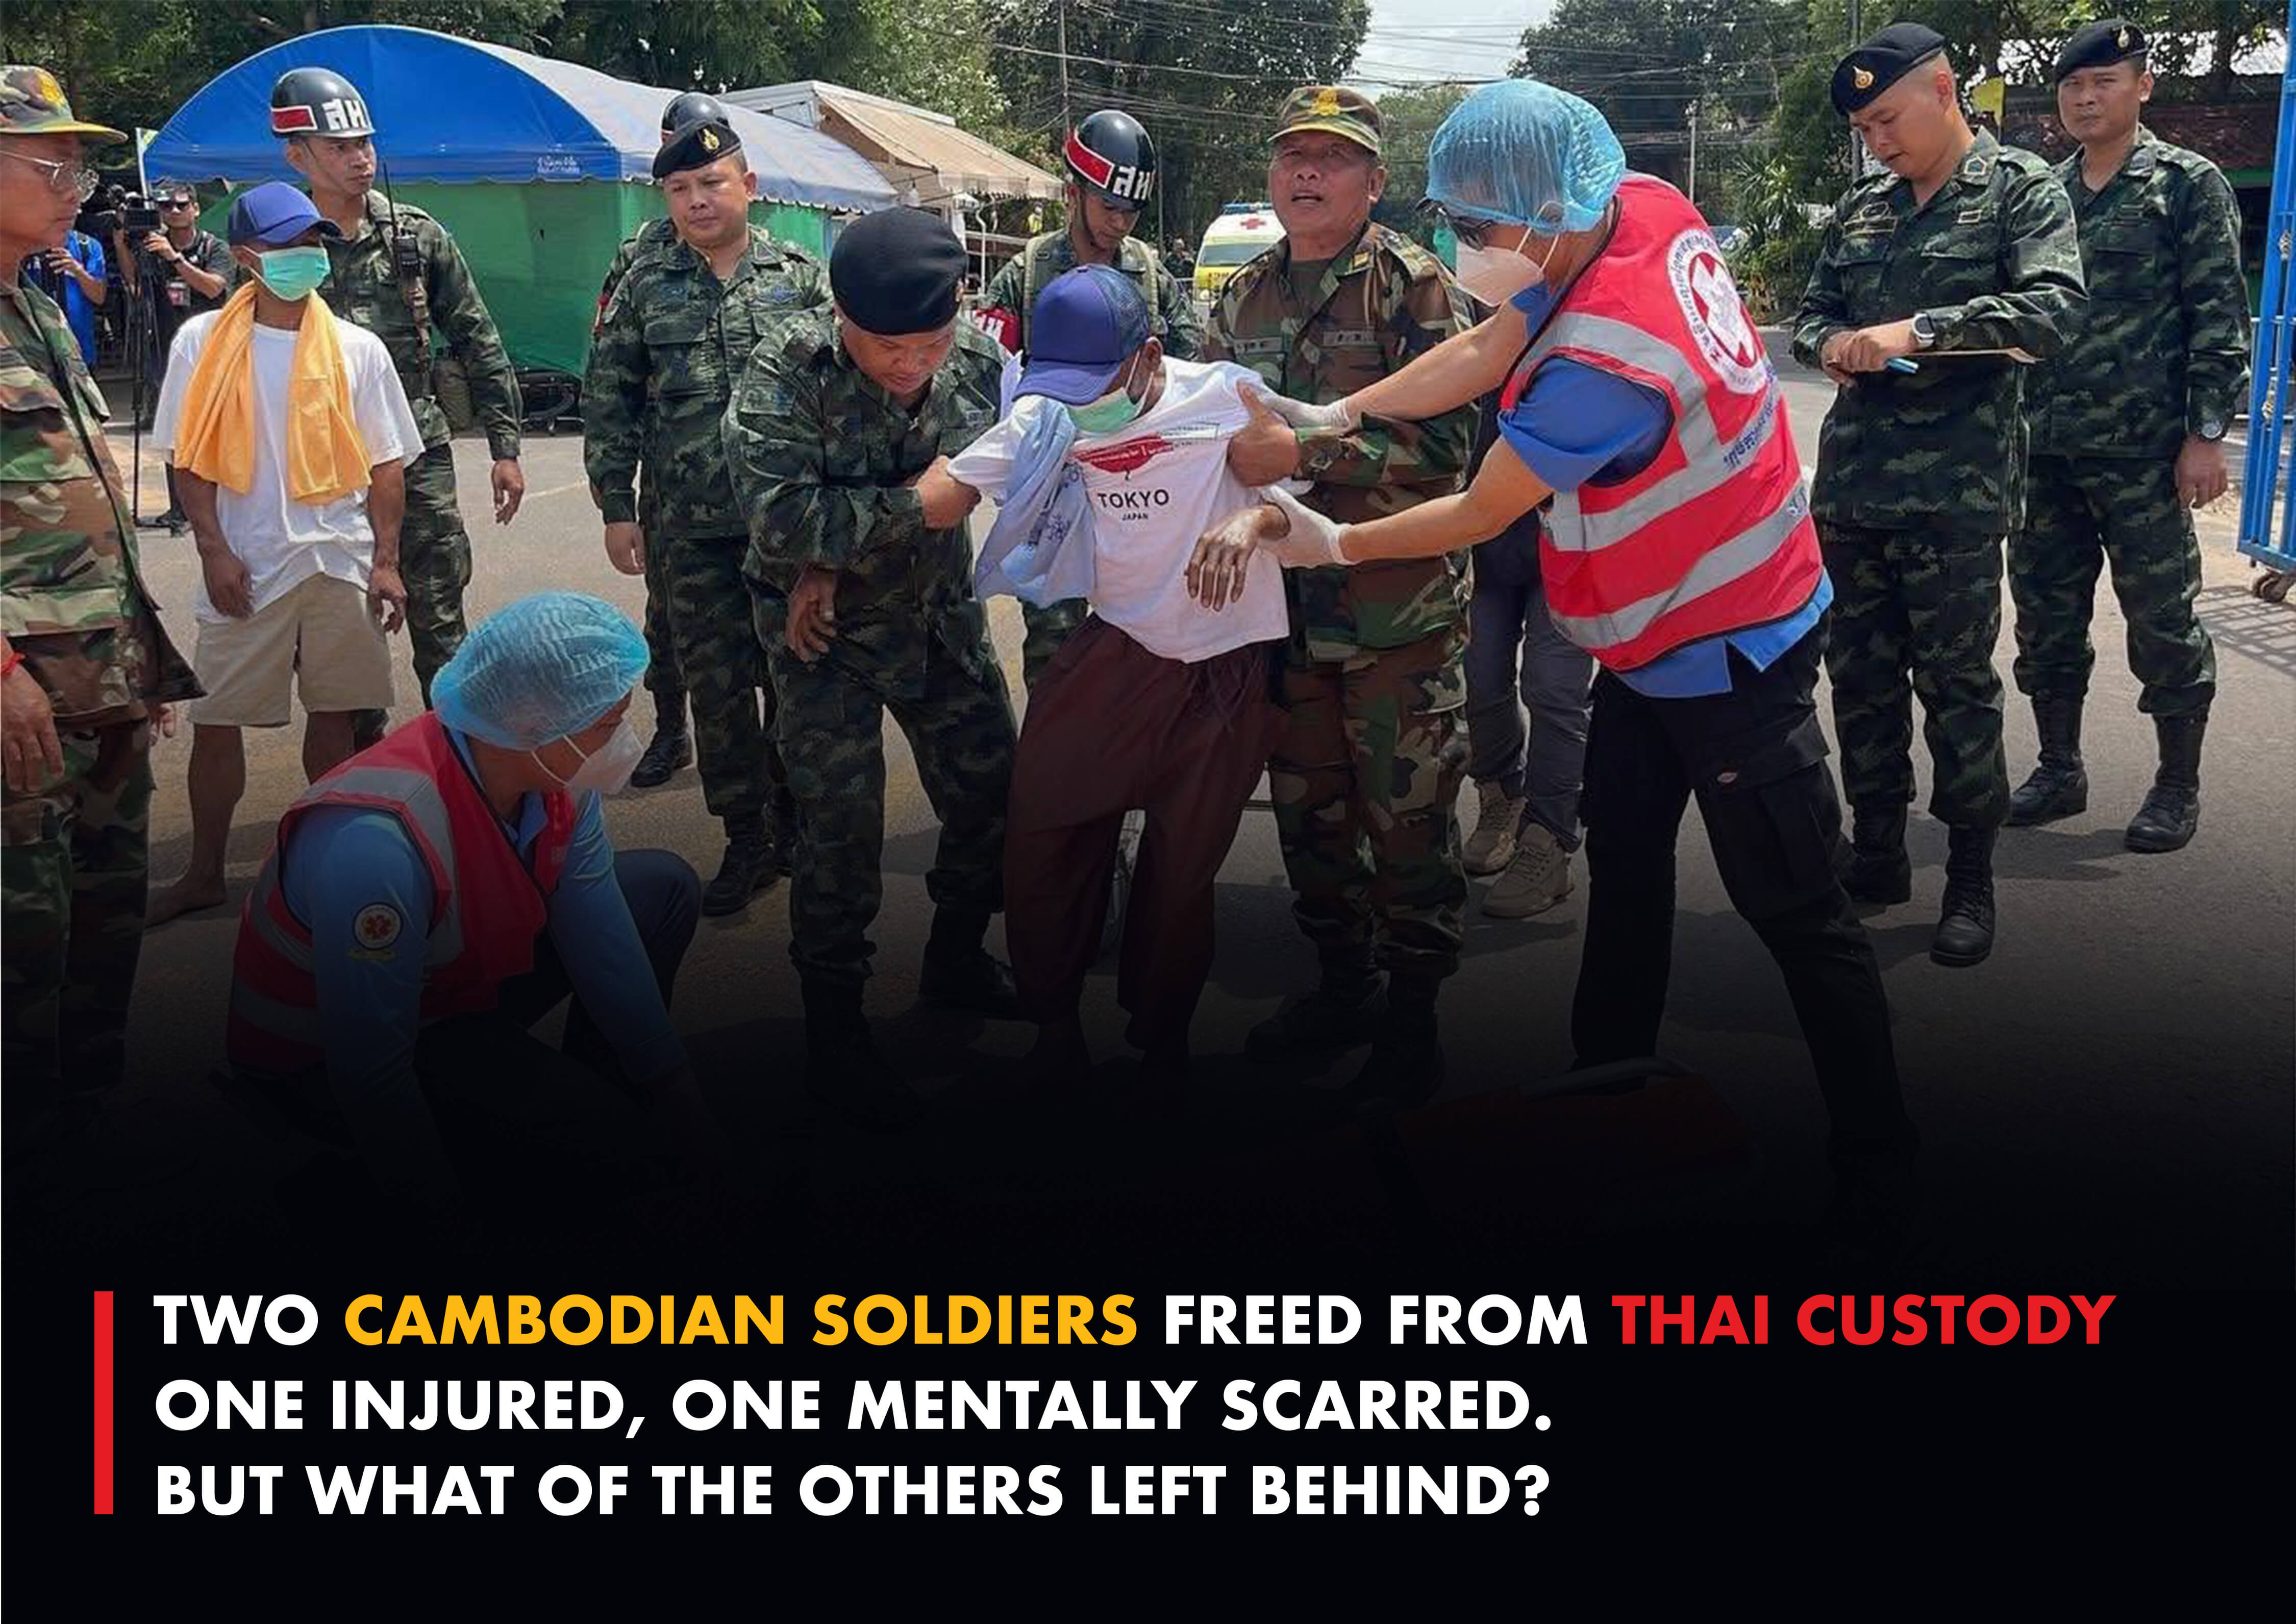 สห
สห
TOKYO
JAPAN
TWO CAMBODIAN SOLDIERS FREED FROM THAI CUSTODY
ONE INJURED, ONE MENTALLY SCARRED.
BUT WHAT OF THE OTHERS LEFT BEHIND?